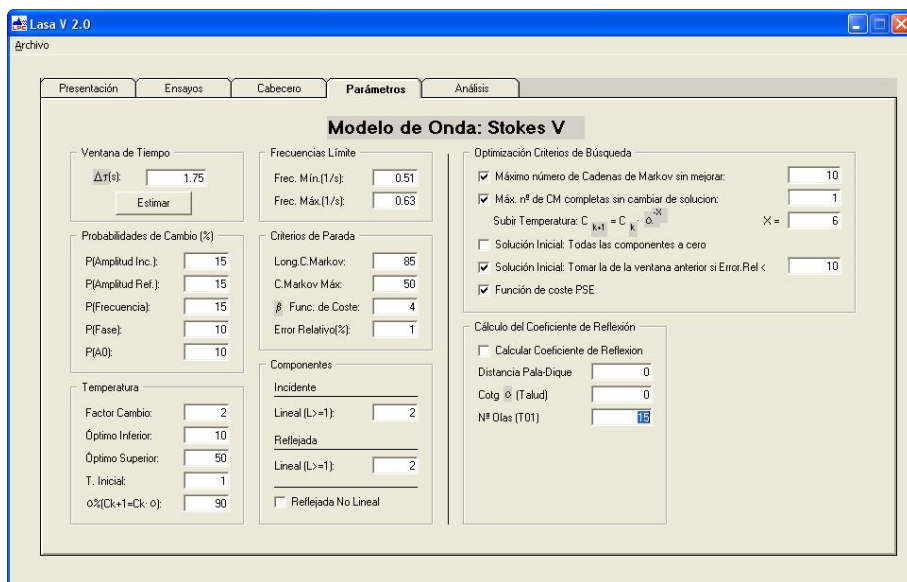 LPC Lasa V 2.0
Archivo
Presentación Ensayos Cabecero Parámetros Análisis
Modelo de Onda: Stokes V
Ventana de Tiempo
Δτ(s): 1.75
Estimar
Probabilidades de Cambio (%)
P(Amplitud Inc.): 15
P(Amplitud Ref.): 15
P(Frecuencia): 15
P(Fase): 10
P(A0): 10
Temperatura
Factor Cambio: 2
Óptimo Inferior: 10
Óptimo Superior: 50
T. Inicial: 1
α%(Ck+1=Ck·α): 90
Frecuencias Límite
Frec. Mín.(1/s): 0.51
Frec. Máx.(1/s): 0.63
Criterios de Parada
Long.C.Markov: 85
C.Markov Máx: 50
β Func. de Coste: 4
Error Relativo(%): 1
Componentes
Incidente
Lineal (L>=1): 2
Reflejada
Lineal (L>=1): 2
Reflejada No Lineal
Optimización Criterios de Búsqueda
Máximo número de Cadenas de Markov sin mejorar: 10
Máx. nº de CM completas sin cambiar de solucion: 1
Subir Temperatura: C k+1 = C k · α -X X = 6
Solución Inicial: Todas las componentes a cero
Solución Inicial: Tomar la de la ventana anterior si Error.Rel < 10
Función de coste PSE
Cálculo del Coeficiente de Reflexión
Calcular Coeficiente de Reflexion
Distancia Pala-Dique 0
Cotg α (Talud) 0
Nº Olas (T01) 15